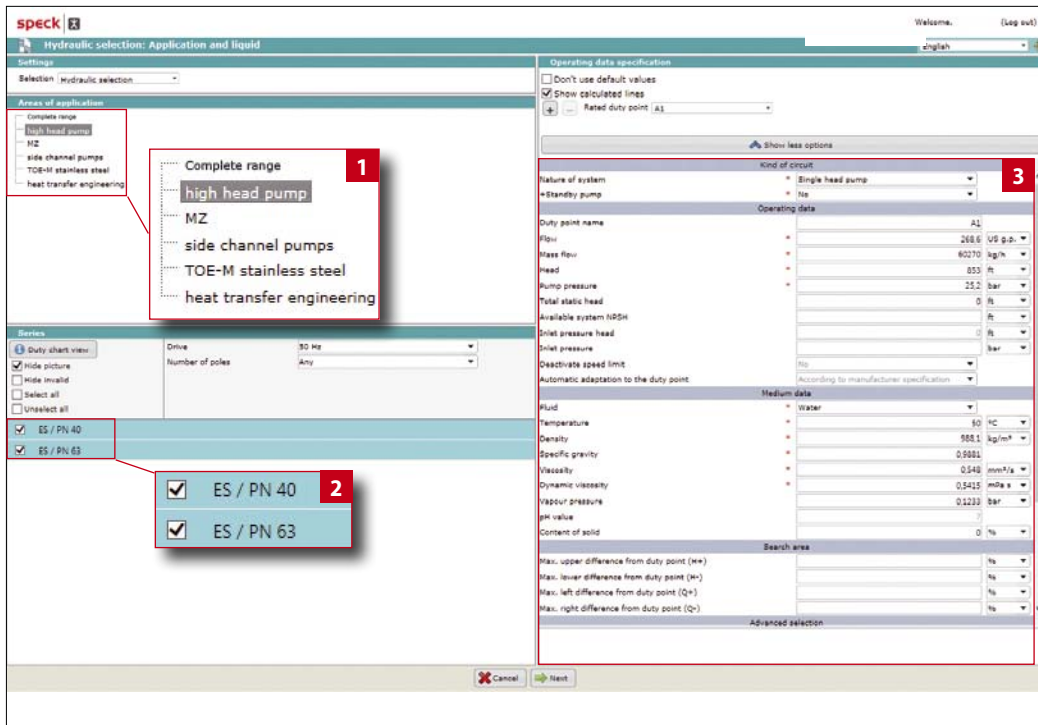 speck
Welcome. (Log out)
Hydraulic selection: Application and liquid
English
Settings
Selection Hydraulic selection
Areas of application
Complete range
high head pump
MZ
side channel pumps
TOE-M stainless steel
heat transfer engineering
1
Complete range
high head pump
MZ
side channel pumps
TOE-M stainless steel
heat transfer engineering
Series
Duty chart view
Hide picture
Hide invalid
Select all
Unselect all
Drive 50 Hz
Number of poles Any
ES / PN 40
ES / PN 63
2
ES / PN 40
ES / PN 63
Operating data specification
Don't use default values
Show calculated lines
+ ... Rated duty point A1
Show less options
3
Kind of circuit
Nature of system * Single head pump
+Standby pump * No
Operating data
Duty point name A1
Flow * 268,6 US g.p.
Mass flow * 60270 kg/h
Head * 853 ft
Pump pressure * 25,2 bar
Total static head 0 ft
Available system NPSH ft
Inlet pressure head 0 ft
Inlet pressure bar
Deactivate speed limit No
Automatic adaptation to the duty point According to manufacturer specification
Medium data
Fluid * Water
Temperature * 50 °C
Density * 988,1 kg/m³
Specific gravity * 0,9881
Viscosity * 0,548 mm²/s
Dynamic viscosity * 0,5415 mPa s
Vapour pressure 0,1233 bar
pH value 7
Content of solid 0 %
Search area
Max. upper difference from duty point (H+) %
Max. lower difference from duty point (H-) %
Max. left difference from duty point (Q+) %
Max. right difference from duty point (Q-) %
Advanced selection
Cancel Next